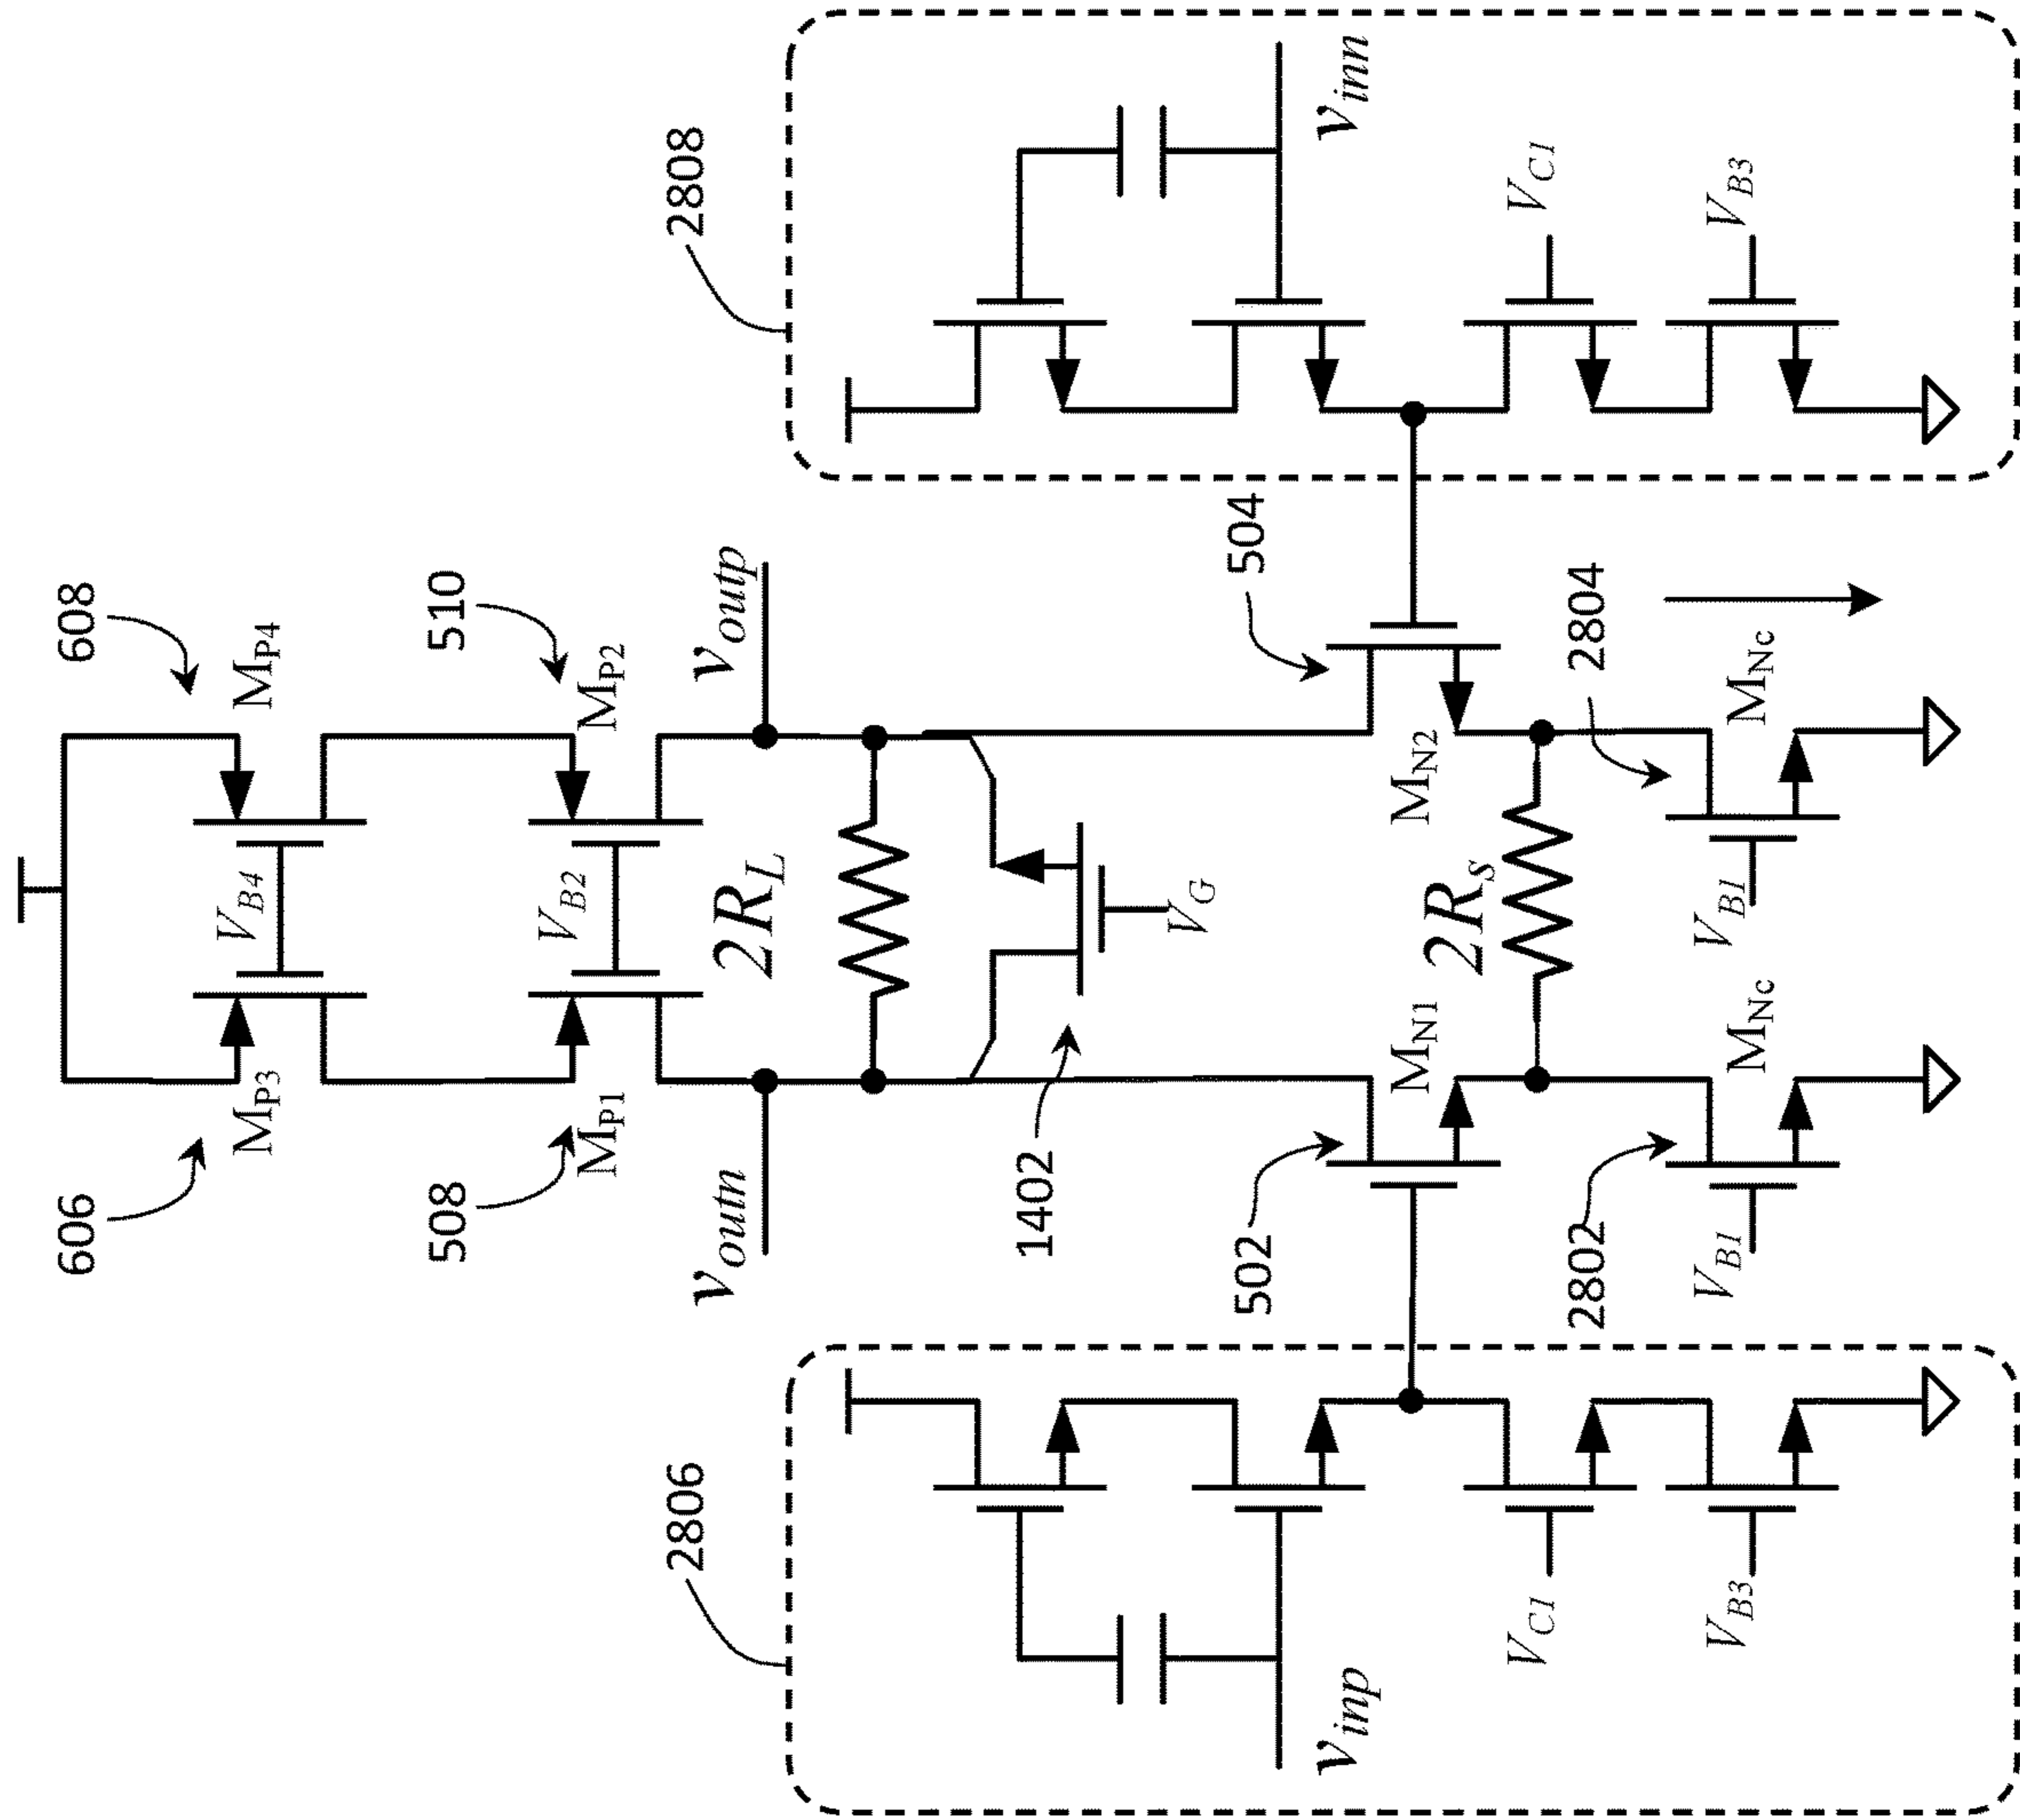 606
608
M_P3
V_B4
M_P4
508
510
M_P1
V_B2
M_P2
v_outn
2R_L
v_outp
1402
V_G
2806
2808
v_inp
v_inn
502
504
M_N1
2R_s
M_N2
V_C1
V_C1
2802
2804
V_B3
V_B1
M_Nc
V_B1
M_Nc
V_B3